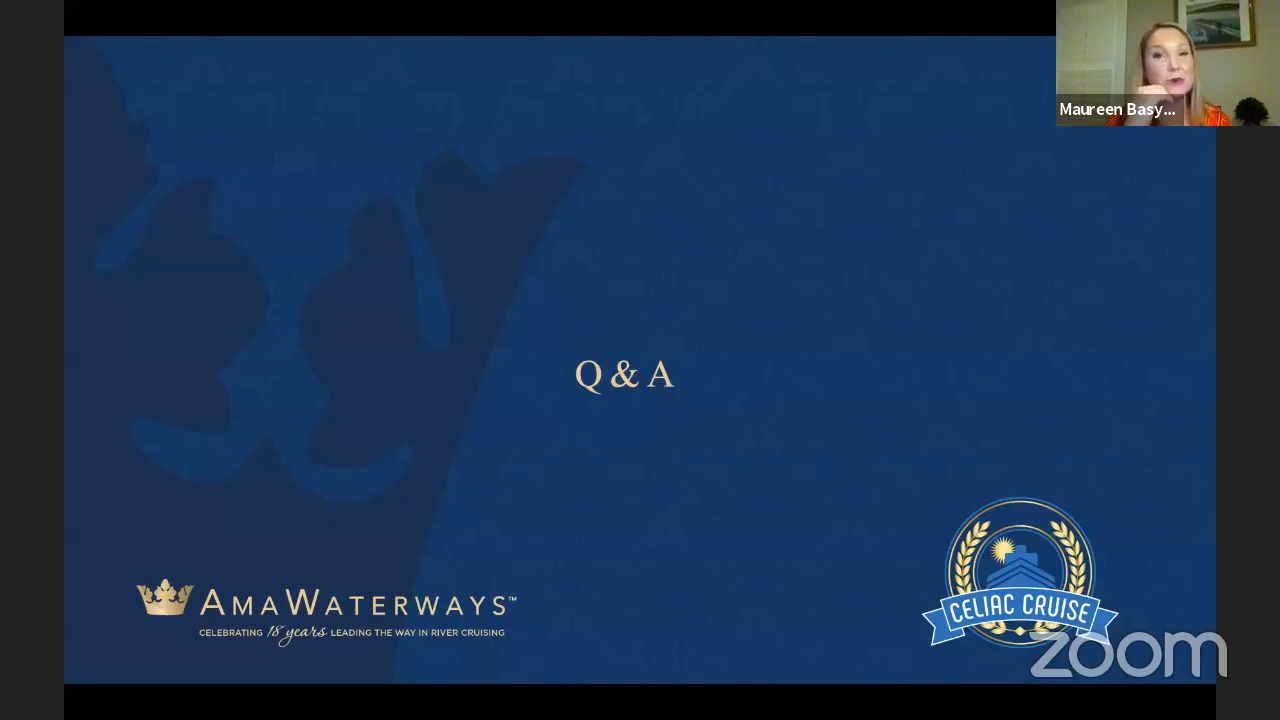 Maureen Basy...
Q & A
AMAWATERWAYS™
CELEBRATING 18 years LEADING THE WAY IN RIVER CRUISING
CELIAC CRUISE
zoom